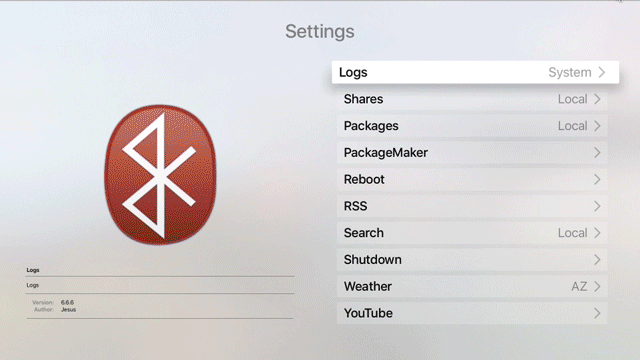 Settings
Logs System
Shares Local
Packages Local
PackageMaker
Reboot
RSS
Search Local
Shutdown
Weather AZ
YouTube
Logs
Logs
Version: 6.6.6
Author: Jesus